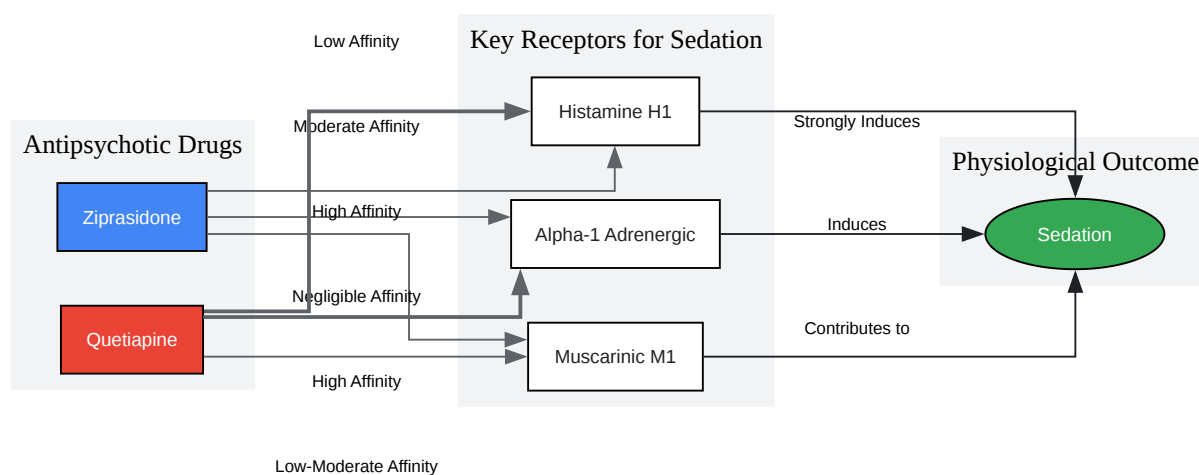 Antipsychotic Drugs
Ziprasidone
Quetiapine
Low Affinity
Moderate Affinity
High Affinity
Negligible Affinity
High Affinity
Low-Moderate Affinity
Key Receptors for Sedation
Histamine H1
Alpha-1 Adrenergic
Muscarinic M1
Strongly Induces
Induces
Contributes to
Physiological Outcome
Sedation